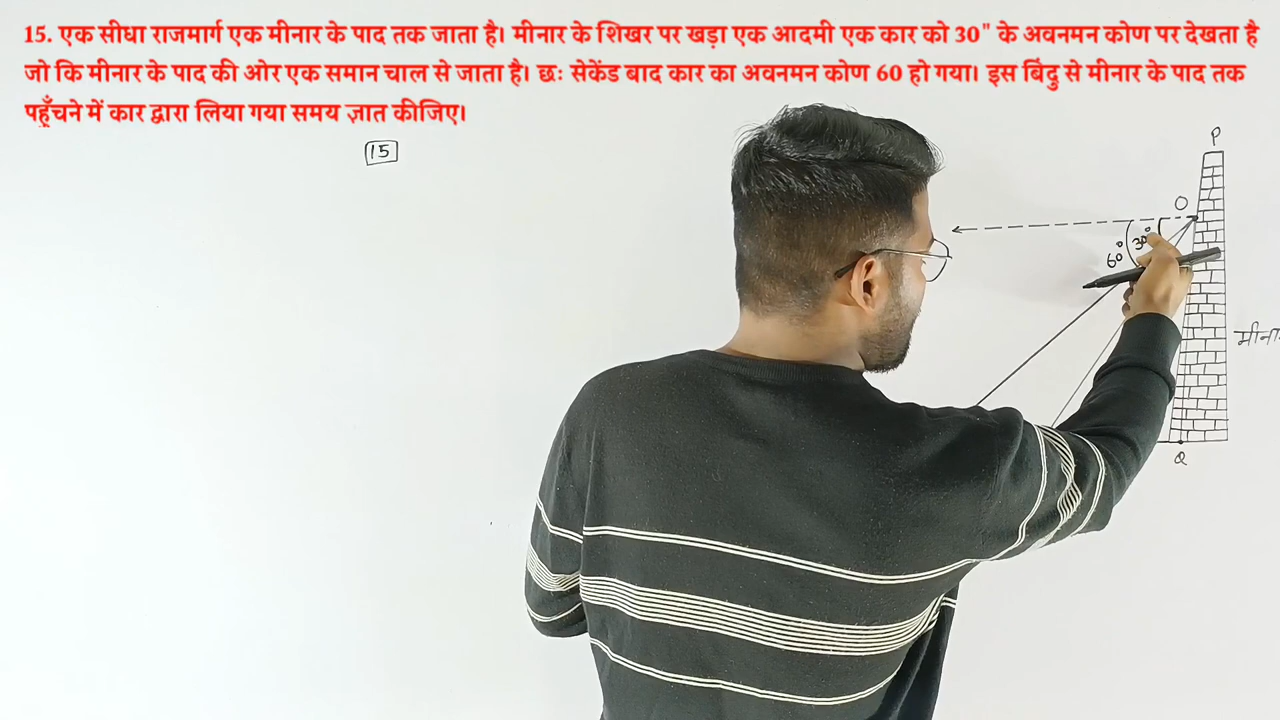 15. एक सीधा राजमार्ग एक मीनार के पाद तक जाता है। मीनार के शिखर पर खड़ा एक आदमी एक कार को 30" के अवनमन कोण पर देखता है
जो कि मीनार के पाद की ओर एक समान चाल से जाता है। छः सेकेंड बाद कार का अवनमन कोण 60 हो गया। इस बिंदु से मीनार के पाद तक
पहुँचने में कार द्वारा लिया गया समय ज़ात कीजिए।
15
P
O
30°
60°
Q